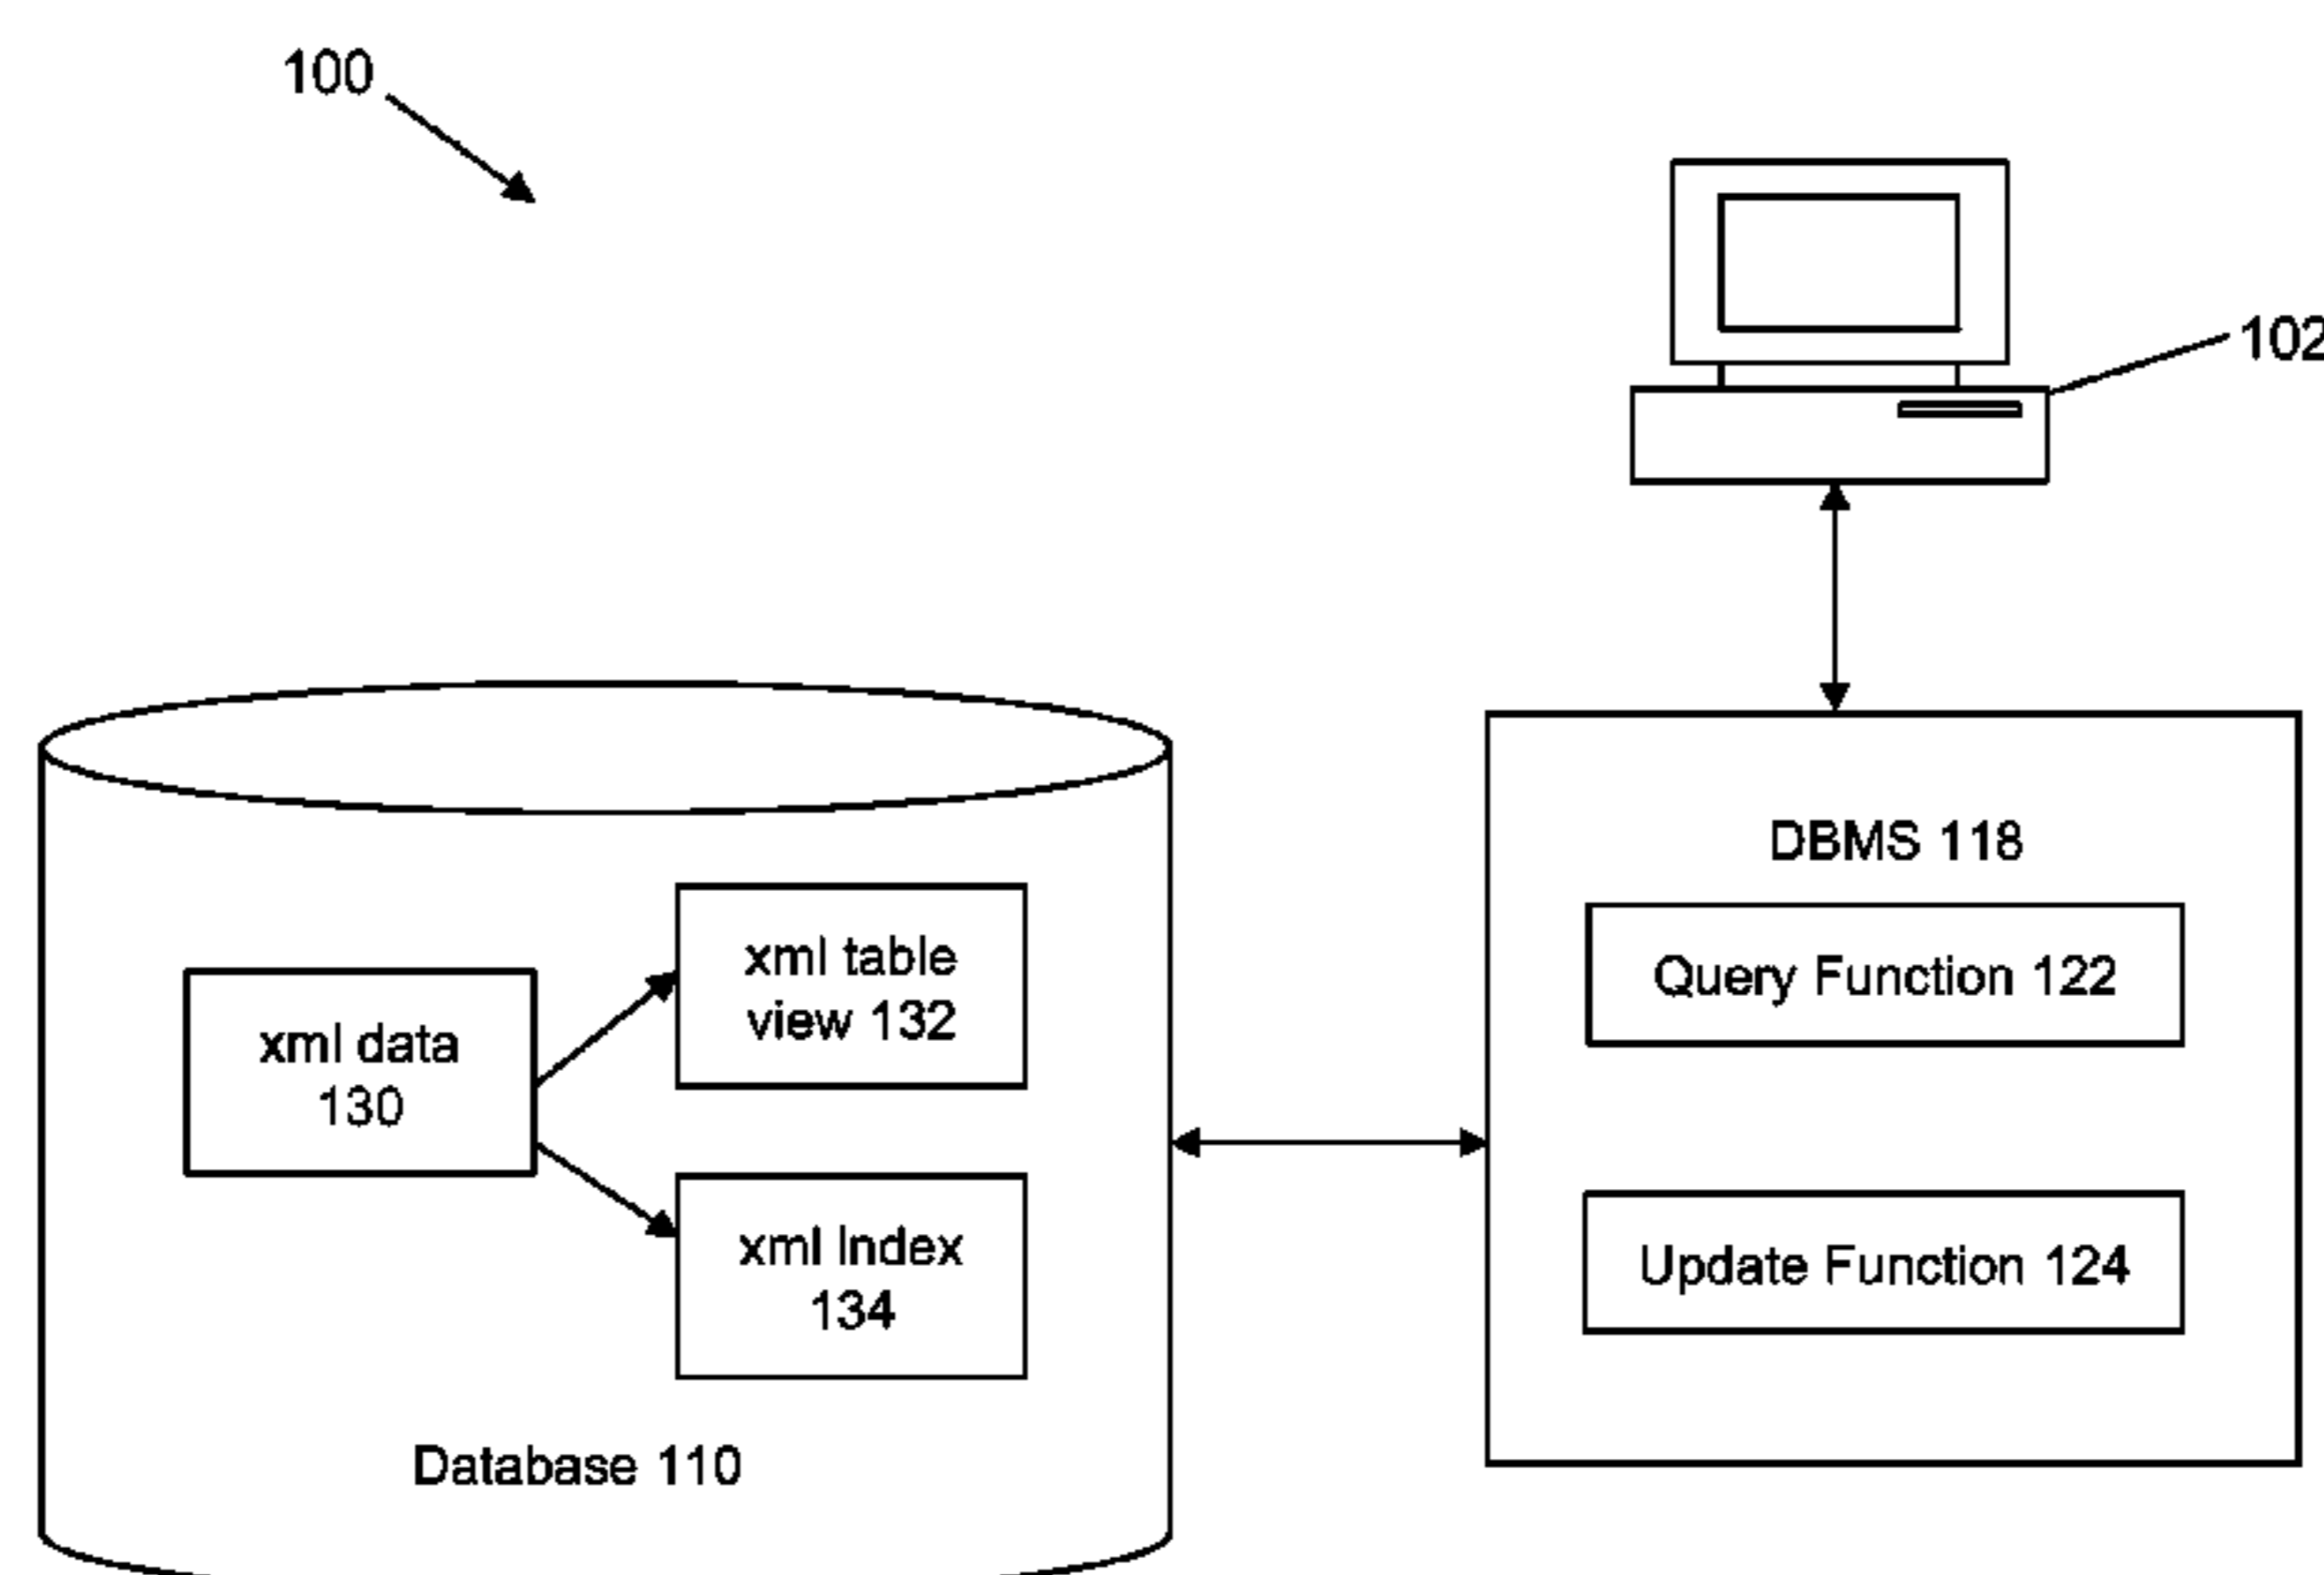 100
102
DBMS 118
Query Function 122
Update Function 124
xml data
130
xml table
view 132
xml Index
134
Database 110